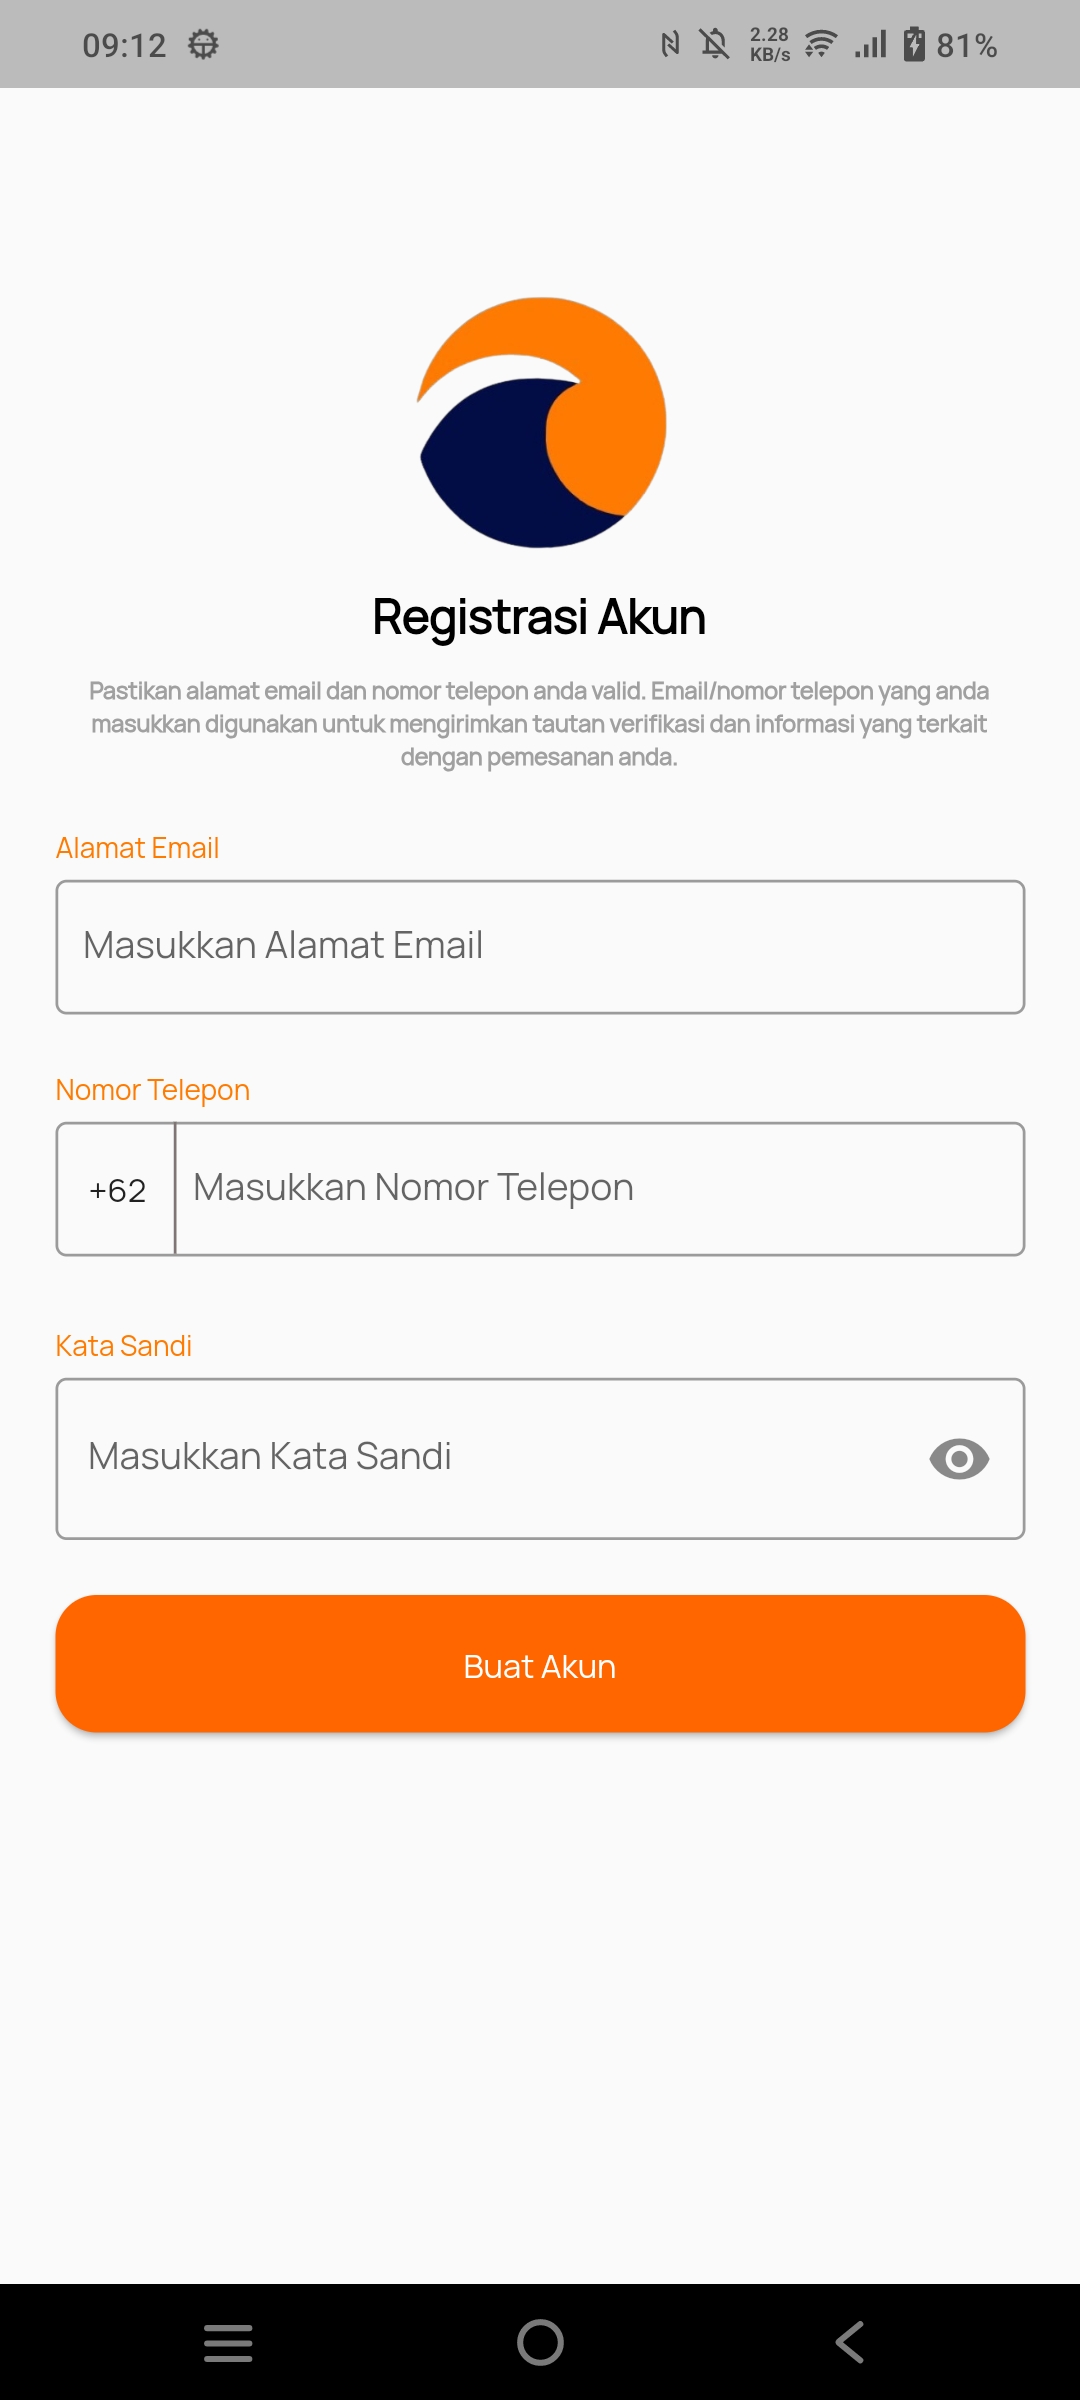 09:12
2.28
KB/s
81%
Registrasi Akun
Pastikan alamat email dan nomor telepon anda valid. Email/nomor telepon yang anda
masukkan digunakan untuk mengirimkan tautan verifikasi dan informasi yang terkait
dengan pemesanan anda.
Alamat Email
Masukkan Alamat Email
Nomor Telepon
+62 Masukkan Nomor Telepon
Kata Sandi
Masukkan Kata Sandi
Buat Akun